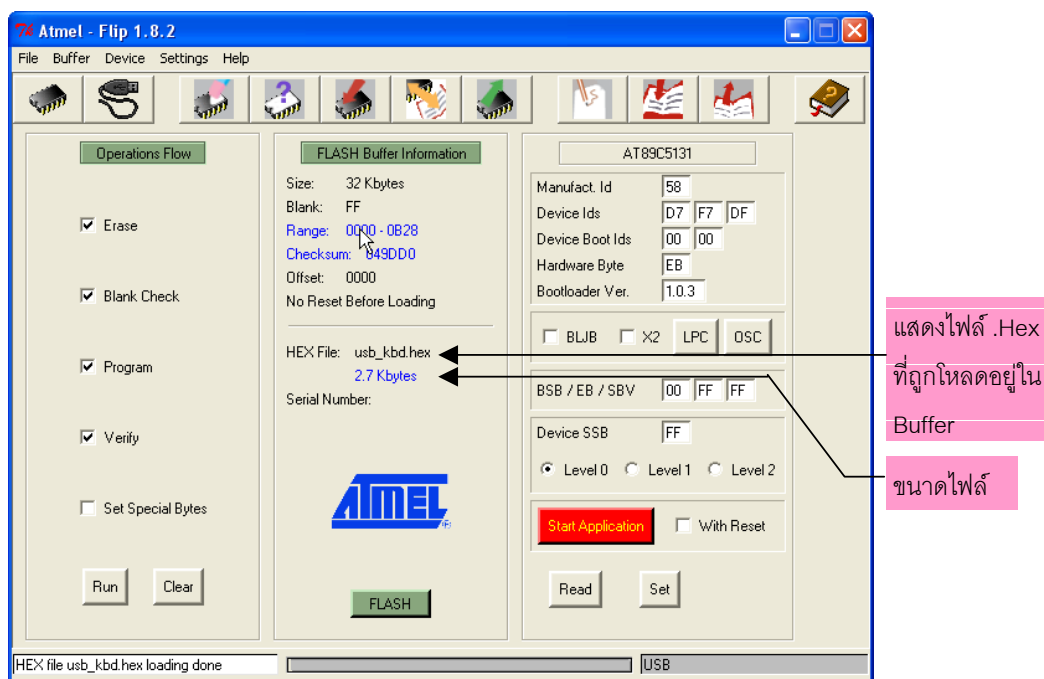 Atmel - Flip 1.8.2
File Buffer Device Settings Help
Operations Flow
Erase
Blank Check
Program
Verify
Set Special Bytes
Run Clear
FLASH Buffer Information
Size: 32 Kbytes
Blank: FF
Range: 0000 - 0B28
Checksum: 049DD0
Offset: 0000
No Reset Before Loading
HEX File: usb_kbd.hex
2.7 Kbytes
Serial Number:
ATMEL ®
FLASH
AT89C5131
Manufact. Id 58
Device Ids D7 F7 DF
Device Boot Ids 00 00
Hardware Byte EB
Bootloader Ver. 1.0.3
BLJB X2 LPC OSC
BSB / EB / SBV 00 FF FF
Device SSB FF
Level 0 Level 1 Level 2
Start Application With Reset
Read Set
HEX file usb_kbd.hex loading done
USB
แสดงไฟล์ .Hex
ที่ถูกโหลดอยู่ใน
Buffer
ขนาดไฟล์